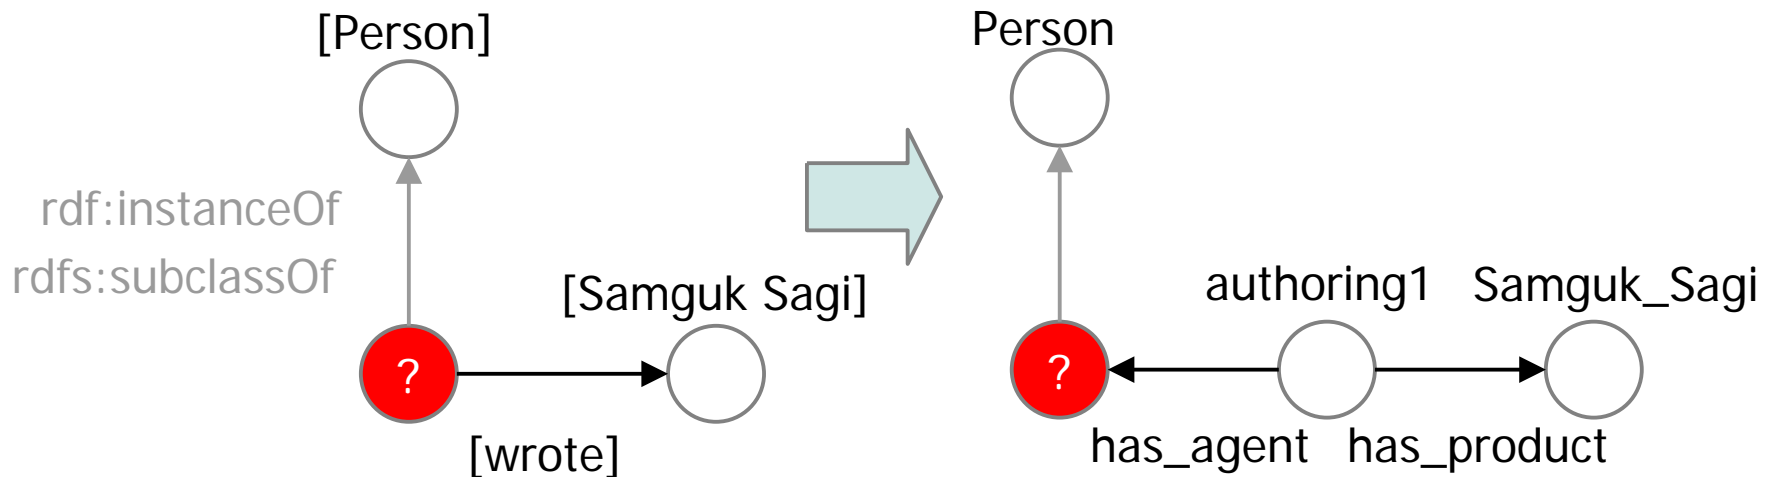 [Person]
rdf:instanceOf
rdfs:subclassOf
[Samguk Sagi]
?
[wrote]
Person
authoring1
Samguk_Sagi
?
has_agent
has_product